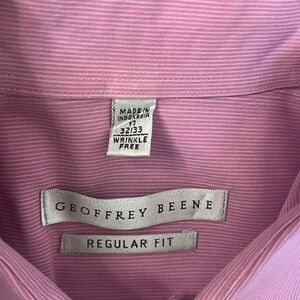 MADE IN
INDONESIA
17
32/33
WRINKLE
FREE
GEOFFREY BEENE
REGULAR FIT